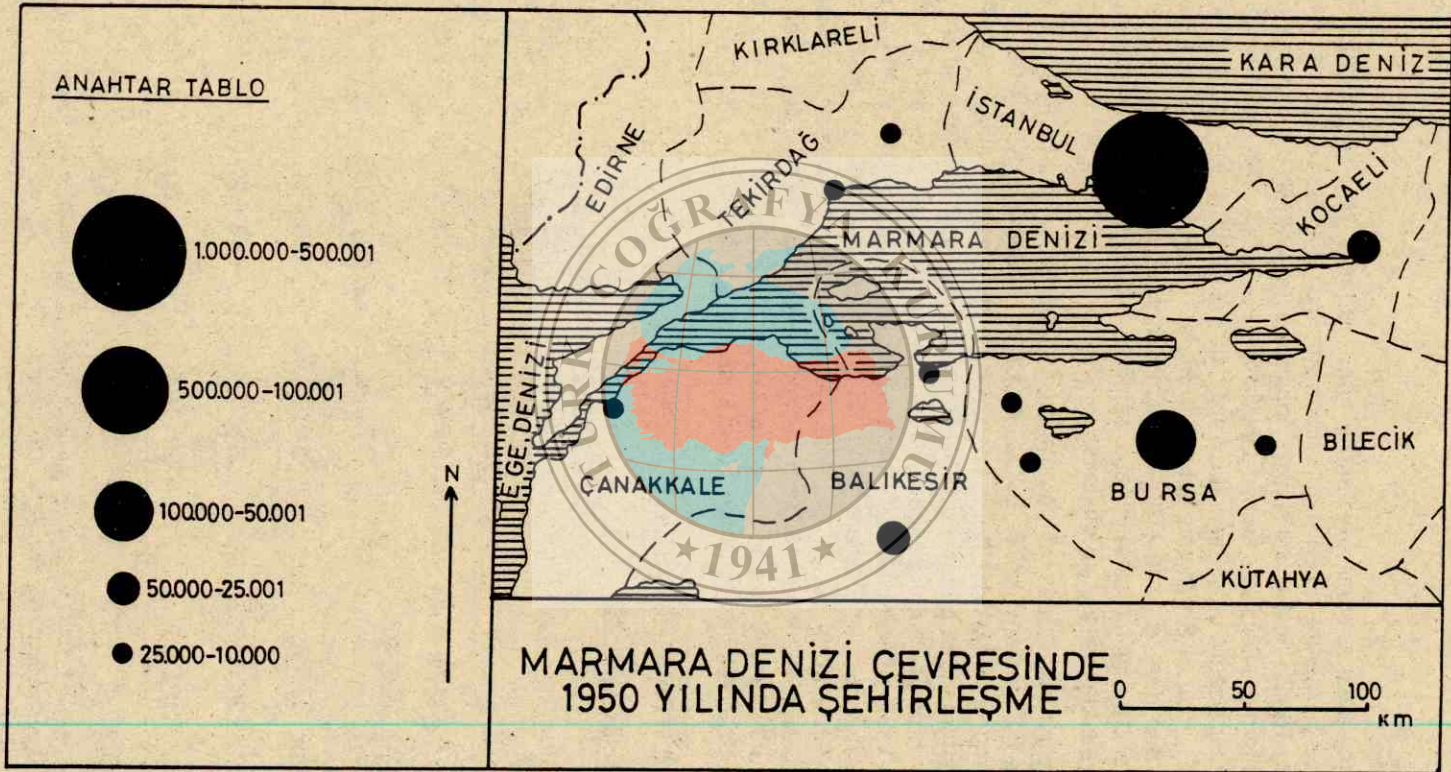 ANAHTAR TABLO
1.000.000-500.001
500.000-100.001
100.000-50.001
50.000-25.001
25.000-10.000
N
KIRKLARELİ
KARA DENİZ
İSTANBUL
EDİRNE
TEKİRDAĞ
KOCAELİ
MARMARA DENİZİ
EGE DENİZİ
ÇANAKKALE
BALIKESİR
BURSA
BİLECİK
KÜTAHYA
TÜRK COĞRAFYA KURUMU
1941
MARMARA DENİZİ ÇEVRESİNDE
1950 YILINDA ŞEHİRLEŞME
0 50 100
KM